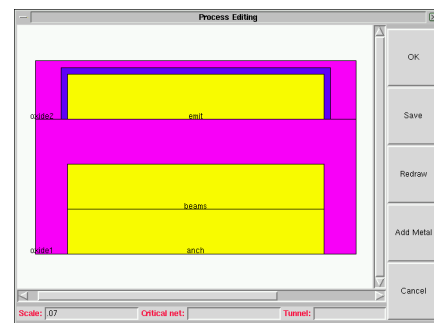 Process Editing
OK
oxide2
emit
Save
Redraw
beams
Add Metal
oxide1
anch
Cancel
Scale: .07
Critical net:
Tunnel: